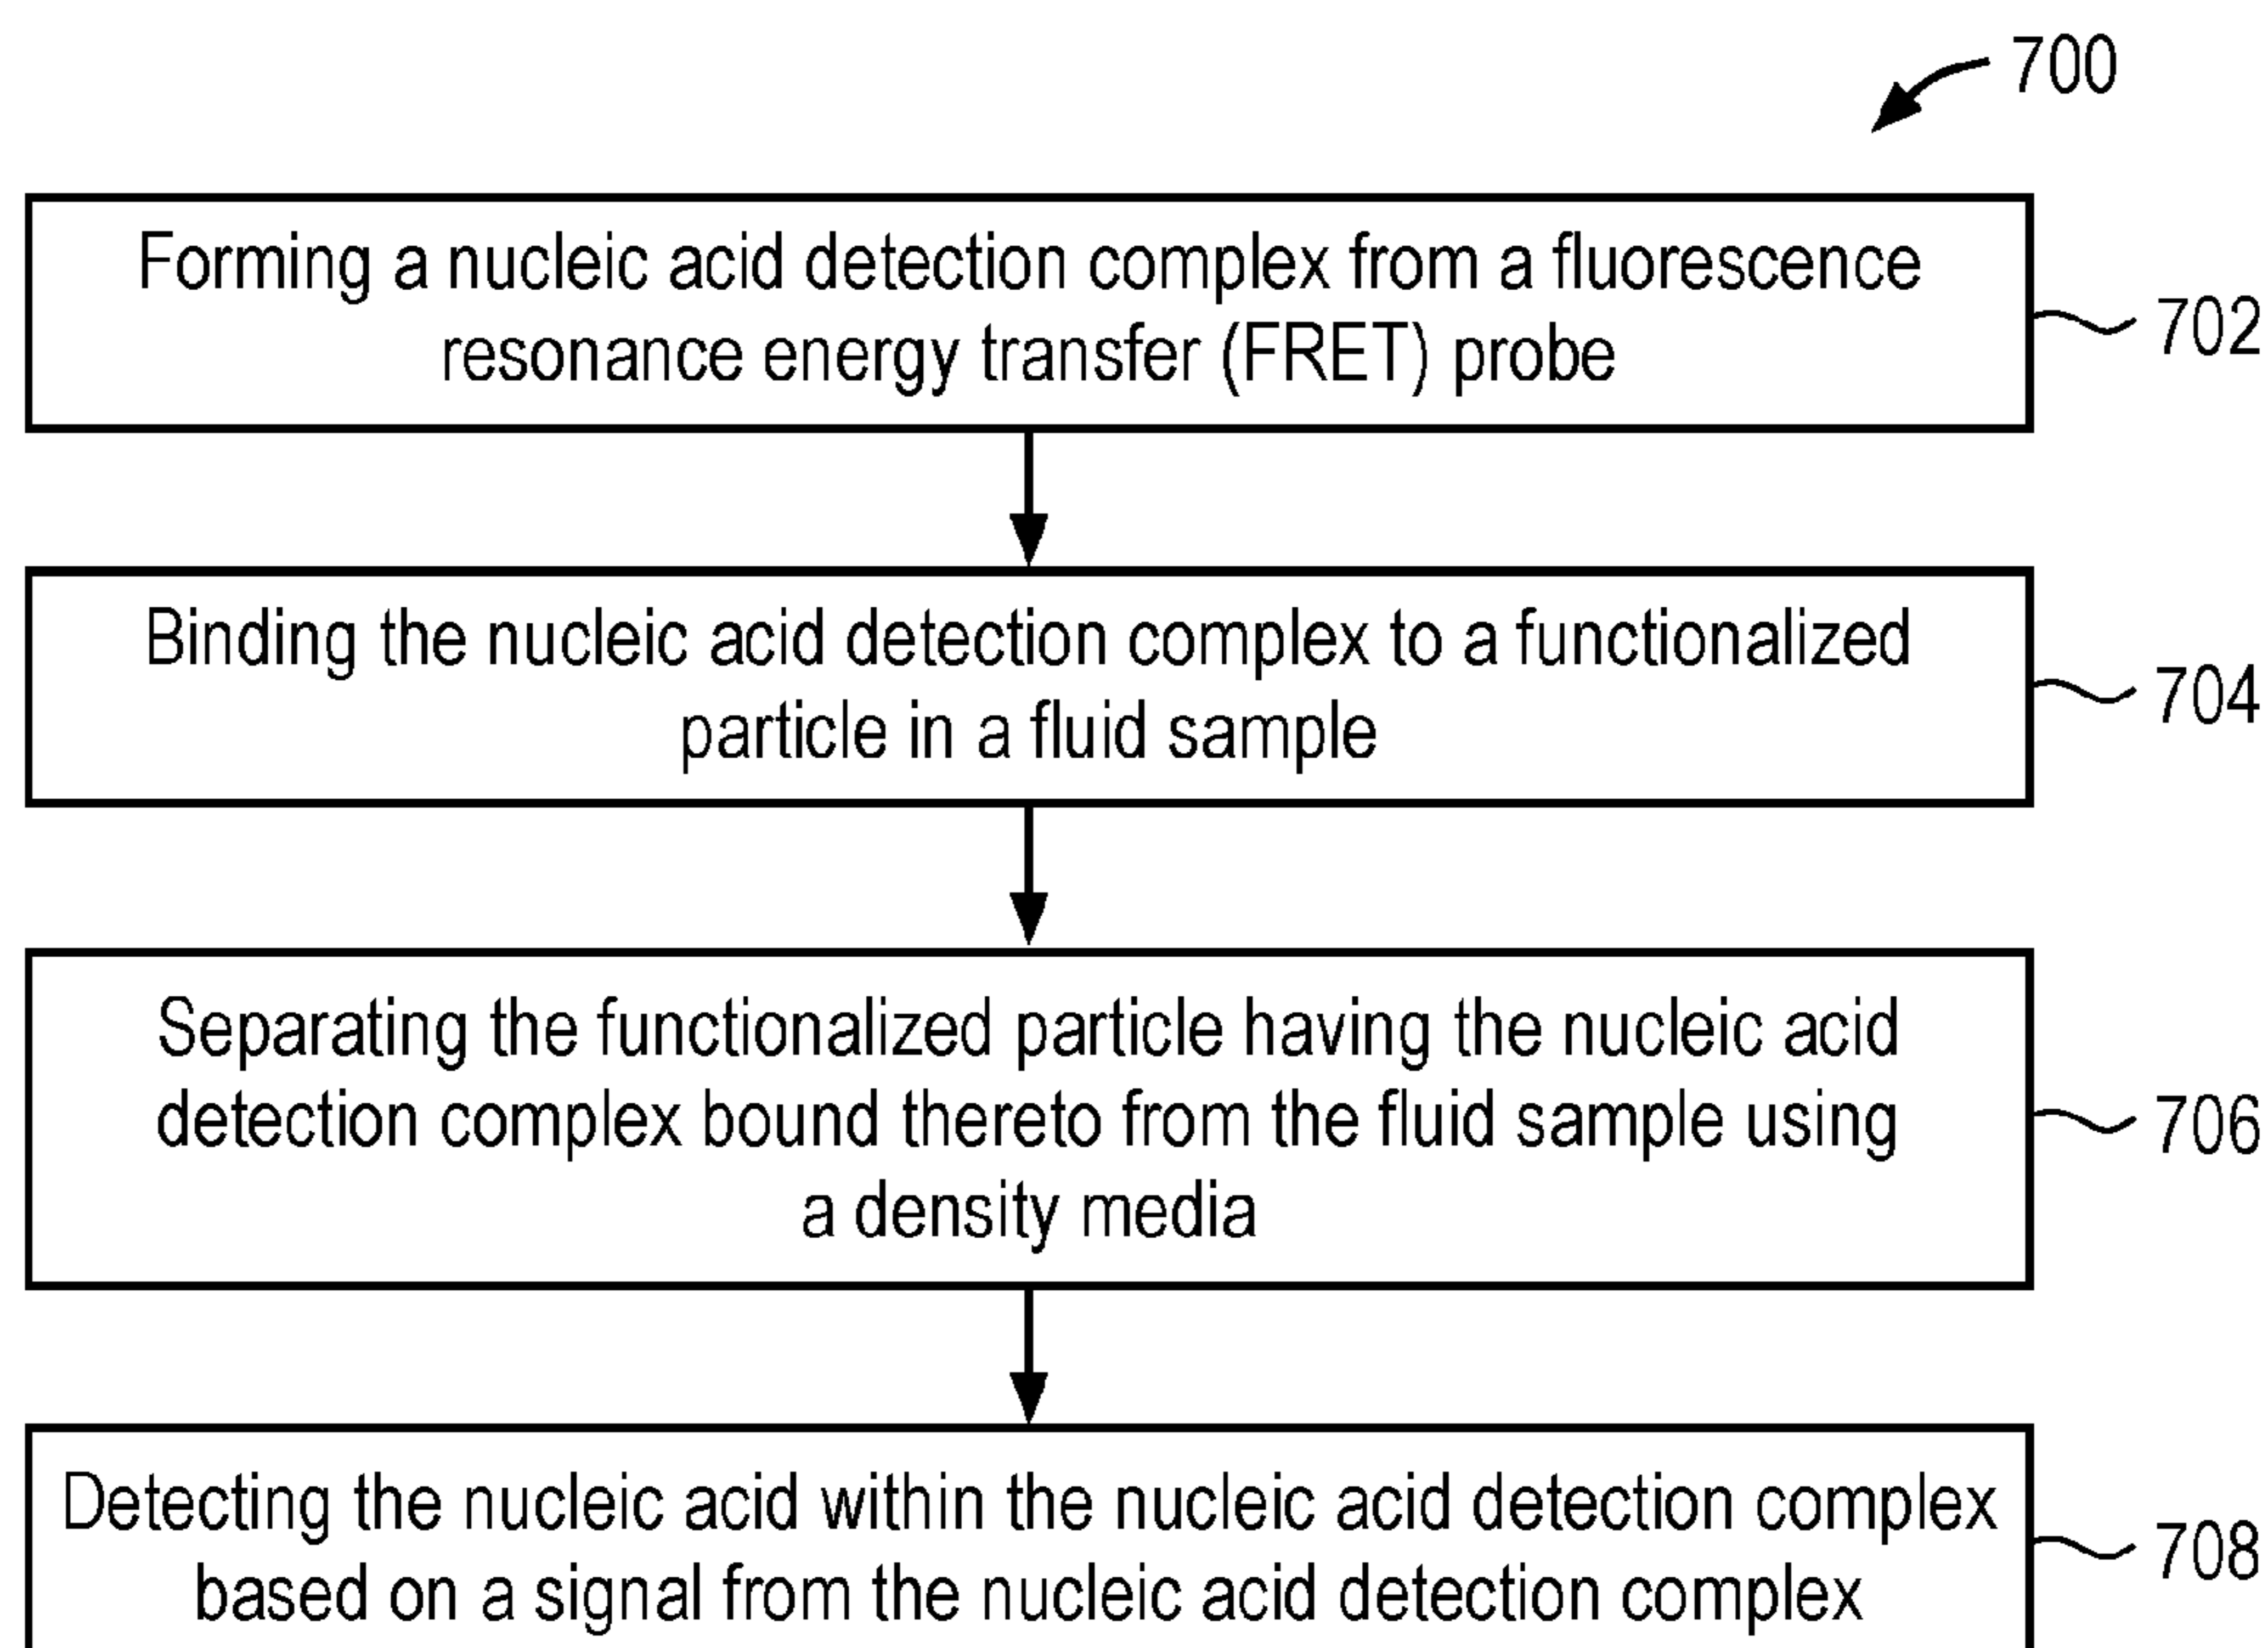 700
Forming a nucleic acid detection complex from a fluorescence
resonance energy transfer (FRET) probe
702
Binding the nucleic acid detection complex to a functionalized
particle in a fluid sample
704
Separating the functionalized particle having the nucleic acid
detection complex bound thereto from the fluid sample using
a density media
706
Detecting the nucleic acid within the nucleic acid detection complex
based on a signal from the nucleic acid detection complex
708